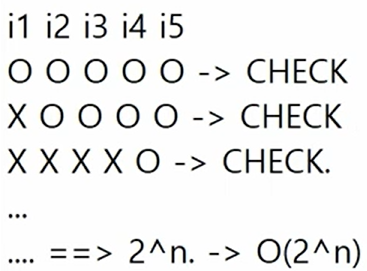 i1 i2 i3 i4 i5
O O O O O -> CHECK
X O O O O -> CHECK
X X X X O -> CHECK.
...
.... ==> 2^n. -> O(2^n)